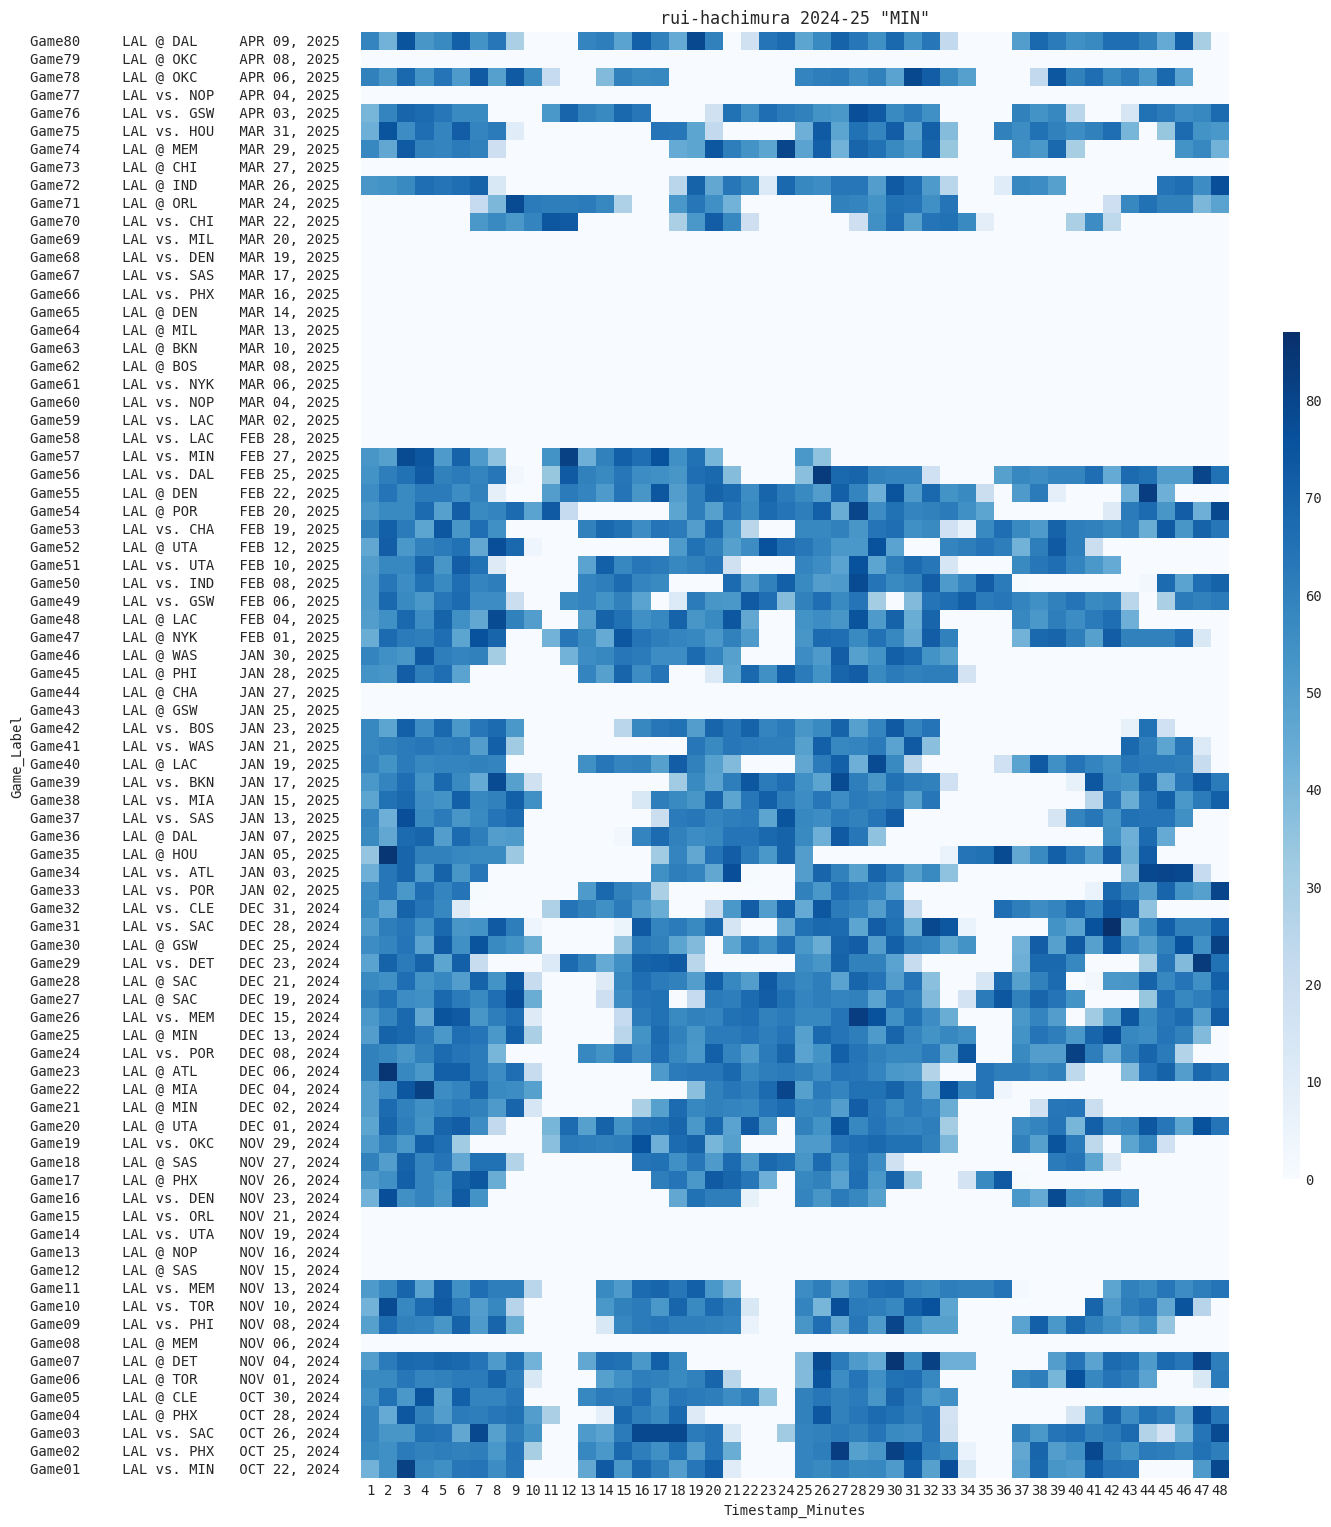 rui-hachimura 2024-25 "MIN"
Game80 LAL @ DAL APR 09, 2025
Game79 LAL @ OKC APR 08, 2025
Game78 LAL @ OKC APR 06, 2025
Game77 LAL vs. NOP APR 04, 2025
Game76 LAL vs. GSW APR 03, 2025
Game75 LAL vs. HOU MAR 31, 2025
Game74 LAL @ MEM MAR 29, 2025
Game73 LAL @ CHI MAR 27, 2025
Game72 LAL @ IND MAR 26, 2025
Game71 LAL @ ORL MAR 24, 2025
Game70 LAL vs. CHI MAR 22, 2025
Game69 LAL vs. MIL MAR 20, 2025
Game68 LAL vs. DEN MAR 19, 2025
Game67 LAL vs. SAS MAR 17, 2025
Game66 LAL vs. PHX MAR 16, 2025
Game65 LAL @ DEN MAR 14, 2025
Game64 LAL @ MIL MAR 13, 2025
Game63 LAL @ BKN MAR 10, 2025
Game62 LAL @ BOS MAR 08, 2025
Game61 LAL vs. NYK MAR 06, 2025
Game60 LAL vs. NOP MAR 04, 2025
Game59 LAL vs. LAC MAR 02, 2025
Game58 LAL vs. LAC FEB 28, 2025
Game57 LAL vs. MIN FEB 27, 2025
Game56 LAL vs. DAL FEB 25, 2025
Game55 LAL @ DEN FEB 22, 2025
Game54 LAL @ POR FEB 20, 2025
Game53 LAL vs. CHA FEB 19, 2025
Game52 LAL @ UTA FEB 12, 2025
Game51 LAL vs. UTA FEB 10, 2025
Game50 LAL vs. IND FEB 08, 2025
Game49 LAL vs. GSW FEB 06, 2025
Game48 LAL @ LAC FEB 04, 2025
Game47 LAL @ NYK FEB 01, 2025
Game46 LAL @ WAS JAN 30, 2025
Game45 LAL @ PHI JAN 28, 2025
Game44 LAL @ CHA JAN 27, 2025
Game43 LAL @ GSW JAN 25, 2025
Game42 LAL vs. BOS JAN 23, 2025
Game41 LAL vs. WAS JAN 21, 2025
Game40 LAL @ LAC JAN 19, 2025
Game39 LAL vs. BKN JAN 17, 2025
Game38 LAL vs. MIA JAN 15, 2025
Game37 LAL vs. SAS JAN 13, 2025
Game36 LAL @ DAL JAN 07, 2025
Game35 LAL @ HOU JAN 05, 2025
Game34 LAL vs. ATL JAN 03, 2025
Game33 LAL vs. POR JAN 02, 2025
Game32 LAL vs. CLE DEC 31, 2024
Game31 LAL vs. SAC DEC 28, 2024
Game30 LAL @ GSW DEC 25, 2024
Game29 LAL vs. DET DEC 23, 2024
Game28 LAL @ SAC DEC 21, 2024
Game27 LAL @ SAC DEC 19, 2024
Game26 LAL vs. MEM DEC 15, 2024
Game25 LAL @ MIN DEC 13, 2024
Game24 LAL vs. POR DEC 08, 2024
Game23 LAL @ ATL DEC 06, 2024
Game22 LAL @ MIA DEC 04, 2024
Game21 LAL @ MIN DEC 02, 2024
Game20 LAL @ UTA DEC 01, 2024
Game19 LAL vs. OKC NOV 29, 2024
Game18 LAL @ SAS NOV 27, 2024
Game17 LAL @ PHX NOV 26, 2024
Game16 LAL vs. DEN NOV 23, 2024
Game15 LAL vs. ORL NOV 21, 2024
Game14 LAL vs. UTA NOV 19, 2024
Game13 LAL @ NOP NOV 16, 2024
Game12 LAL @ SAS NOV 15, 2024
Game11 LAL vs. MEM NOV 13, 2024
Game10 LAL vs. TOR NOV 10, 2024
Game09 LAL vs. PHI NOV 08, 2024
Game08 LAL @ MEM NOV 06, 2024
Game07 LAL @ DET NOV 04, 2024
Game06 LAL @ TOR NOV 01, 2024
Game05 LAL @ CLE OCT 30, 2024
Game04 LAL @ PHX OCT 28, 2024
Game03 LAL vs. SAC OCT 26, 2024
Game02 LAL vs. PHX OCT 25, 2024
Game01 LAL vs. MIN OCT 22, 2024
Game_Label
1 2 3 4 5 6 7 8 9 10 11 12 13 14 15 16 17 18 19 20 21 22 23 24 25 26 27 28 29 30 31 32 33 34 35 36 37 38 39 40 41 42 43 44 45 46 47 48
Timestamp_Minutes
80
70
60
50
40
30
20
10
0